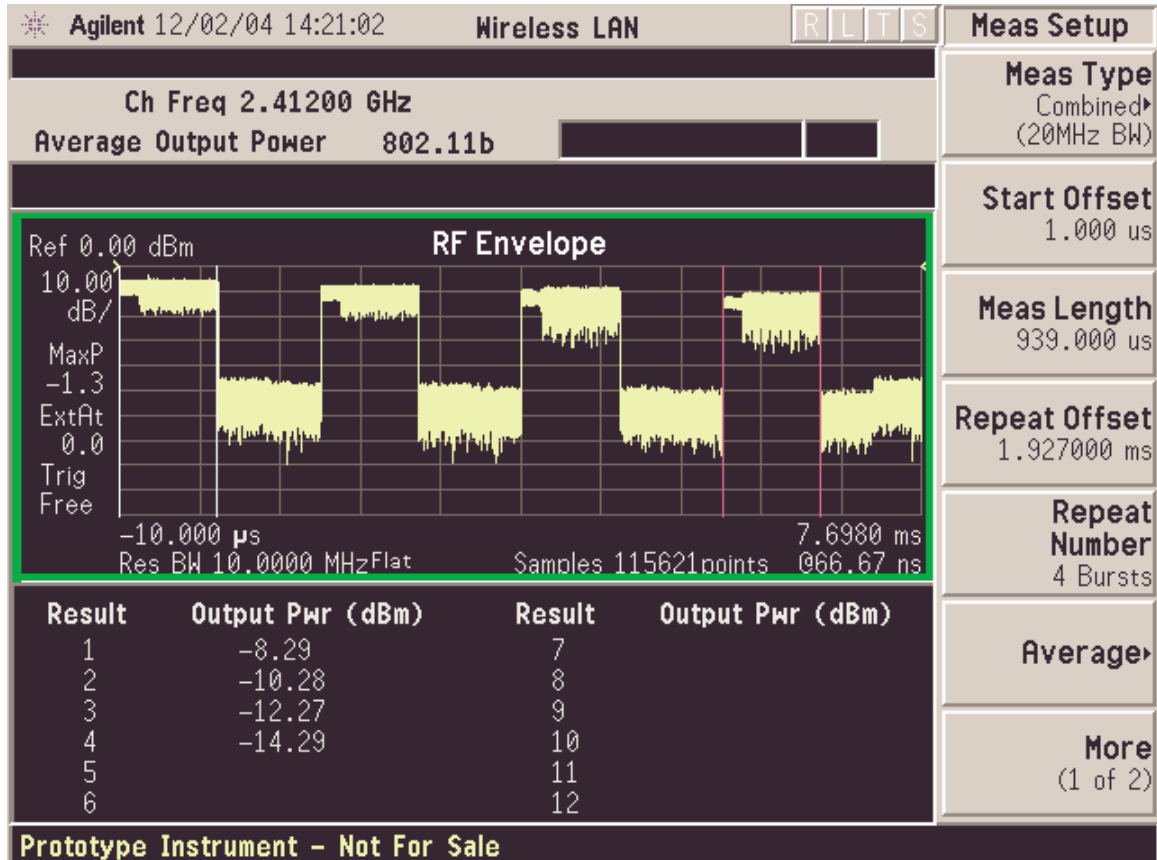 Agilent 12/02/04 14:21:02 Wireless LAN R L T S
Ch Freq 2.41200 GHz
Average Output Power 802.11b
Ref 0.00 dBm RF Envelope
10.00
dB/
MaxP
-1.3
ExtAt
0.0
Trig
Free
-10.000 µs 7.6980 ms
Res BW 10.0000 MHz Flat Samples 115621points @66.67 ns
Result Output Pwr (dBm) Result Output Pwr (dBm)
1 -8.29 7
2 -10.28 8
3 -12.27 9
4 -14.29 10
5 11
6 12
Prototype Instrument - Not For Sale
Meas Setup
Meas Type
Combined
(20MHz BW)
Start Offset
1.000 us
Meas Length
939.000 us
Repeat Offset
1.927000 ms
Repeat
Number
4 Bursts
Average
More
(1 of 2)